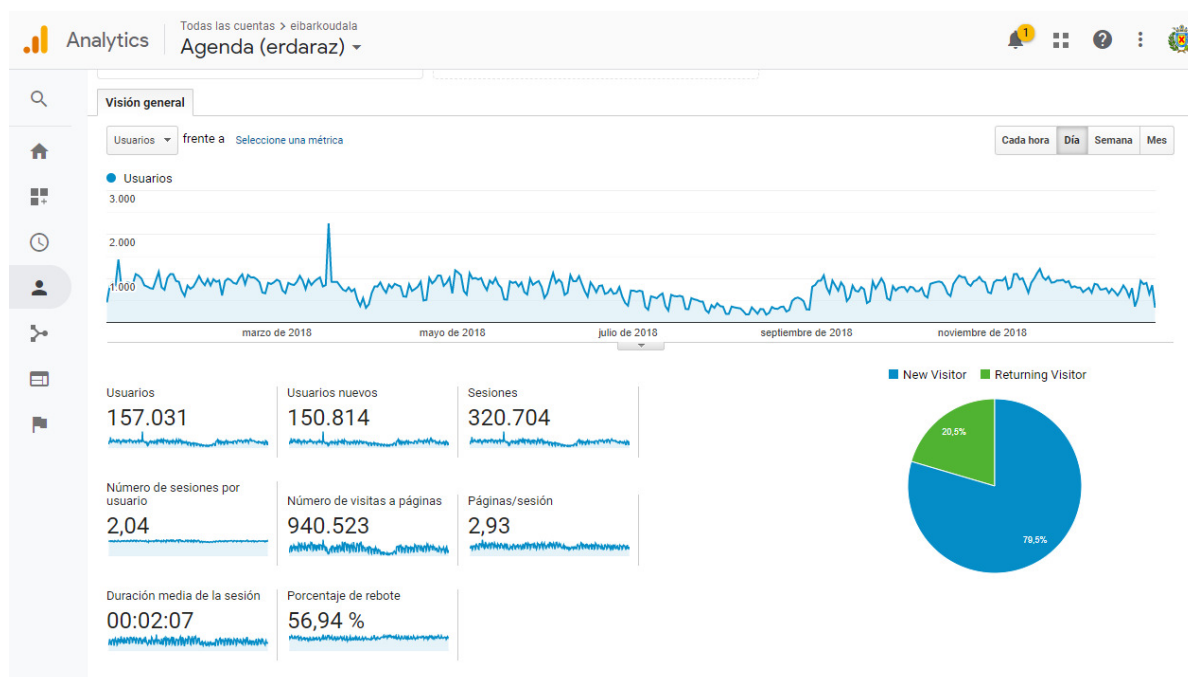 Analytics
Todas las cuentas > eibarkoudala
Agenda (erdaraz)
1
Visión general
Usuarios frente a Seleccione una métrica
Cada hora Día Semana Mes
Usuarios
3.000
2.000
1.000
marzo de 2018 mayo de 2018 julio de 2018 septiembre de 2018 noviembre de 2018
New Visitor Returning Visitor
Usuarios
157.031
Usuarios nuevos
150.814
Sesiones
320.704
Número de sesiones por
usuario
2,04
Número de visitas a páginas
940.523
Páginas/sesión
2,93
Duración media de la sesión
00:02:07
Porcentaje de rebote
56,94 %
20,5%
79,5%